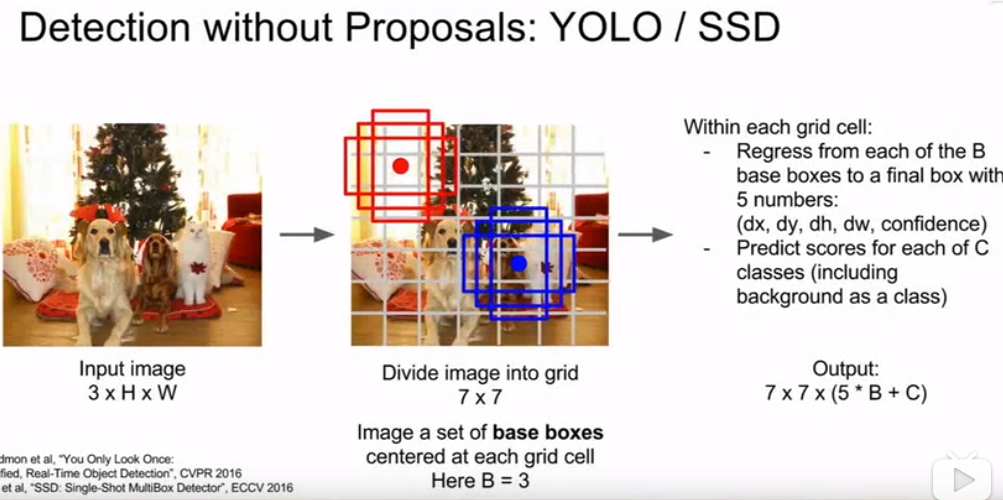 Detection without Proposals: YOLO / SSD
Input image
3 x H x W
Divide image into grid
7 x 7
Image a set of base boxes
centered at each grid cell
Here B = 3
Within each grid cell:
- Regress from each of the B
base boxes to a final box with
5 numbers:
(dx, dy, dh, dw, confidence)
- Predict scores for each of C
classes (including
background as a class)
Output:
7 x 7 x (5 * B + C)
dmon et al, "You Only Look Once:
fied, Real-Time Object Detection", CVPR 2016
et al, "SSD: Single-Shot MultiBox Detector", ECCV 2016